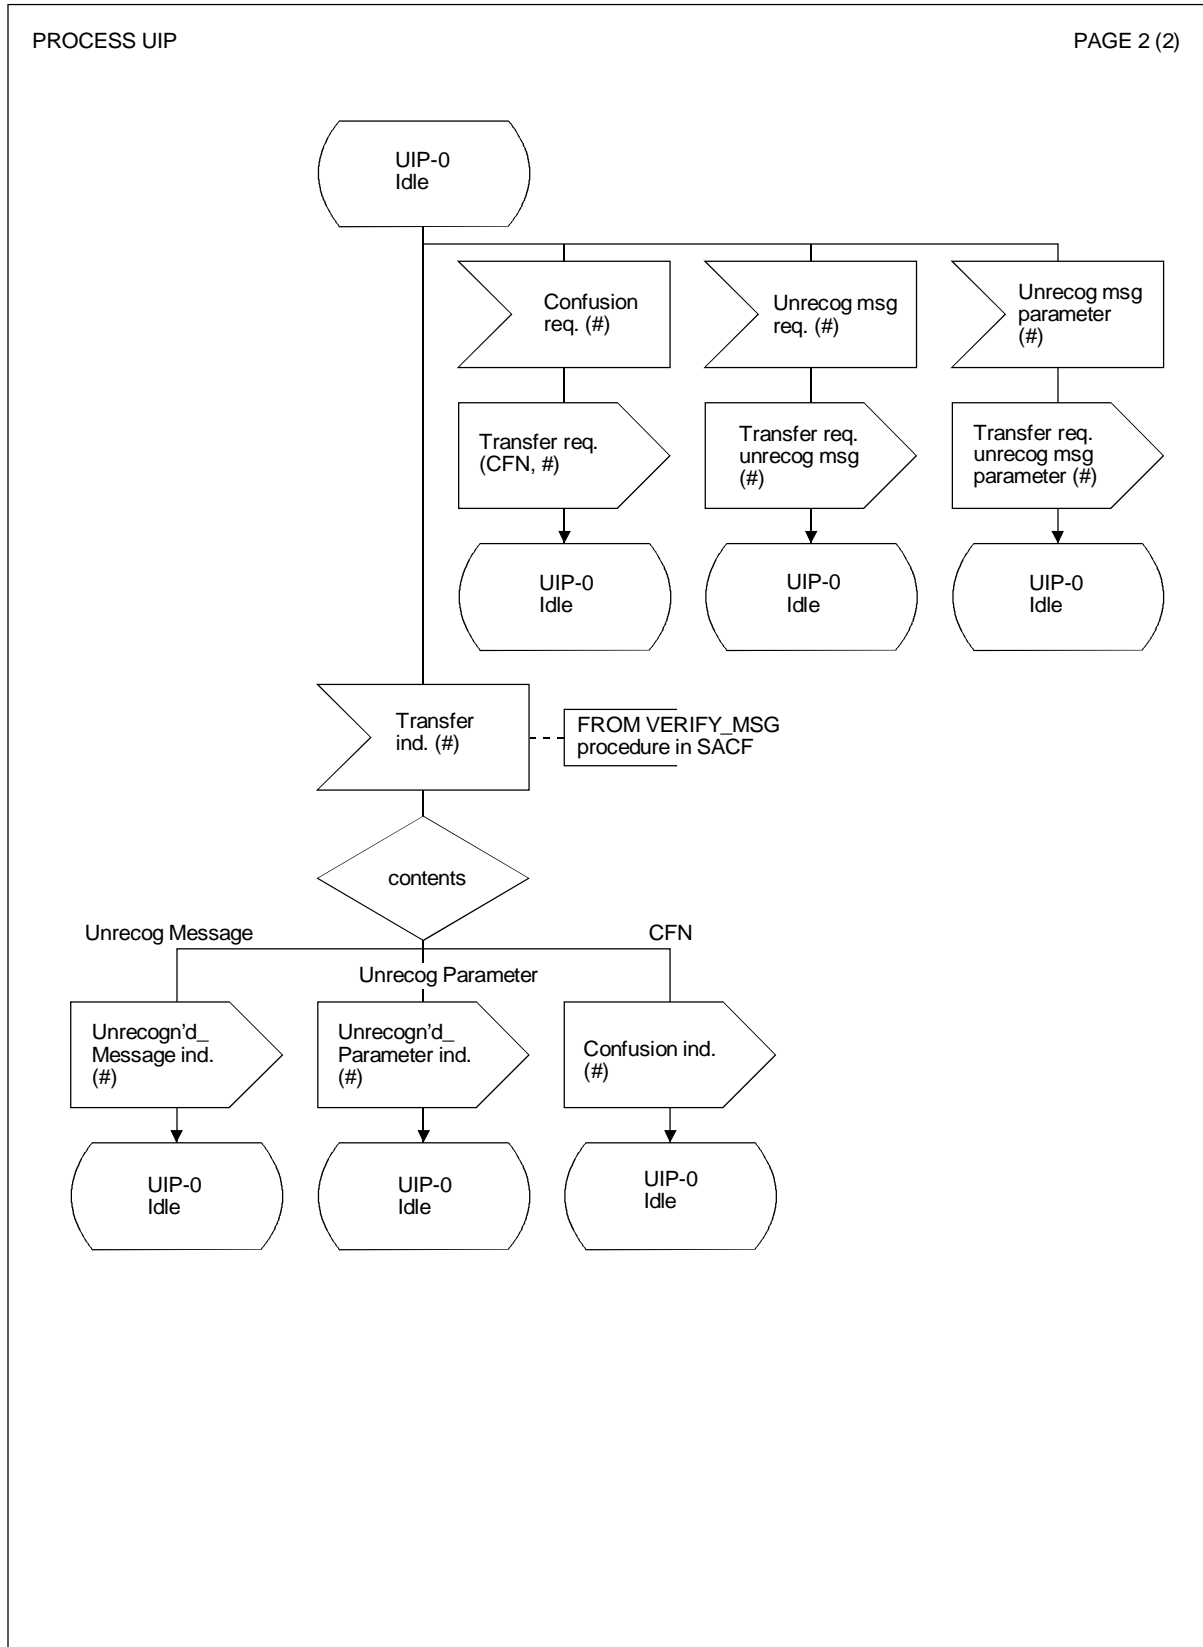 PROCESS UIP
PAGE 2 (2)
UIP-0
Idle
Confusion
req. (#)
Unrecog msg
req. (#)
Unrecog msg
parameter
(#)
Transfer req.
(CFN, #)
Transfer req.
unrecog msg
(#)
Transfer req.
unrecog msg
parameter (#)
UIP-0
Idle
UIP-0
Idle
UIP-0
Idle
Transfer
ind. (#)
FROM VERIFY_MSG
procedure in SACF
contents
Unrecog Message
CFN
Unrecog Parameter
Unrecogn'd_
Message ind.
(#)
Unrecogn'd_
Parameter ind.
(#)
Confusion ind.
(#)
UIP-0
Idle
UIP-0
Idle
UIP-0
Idle